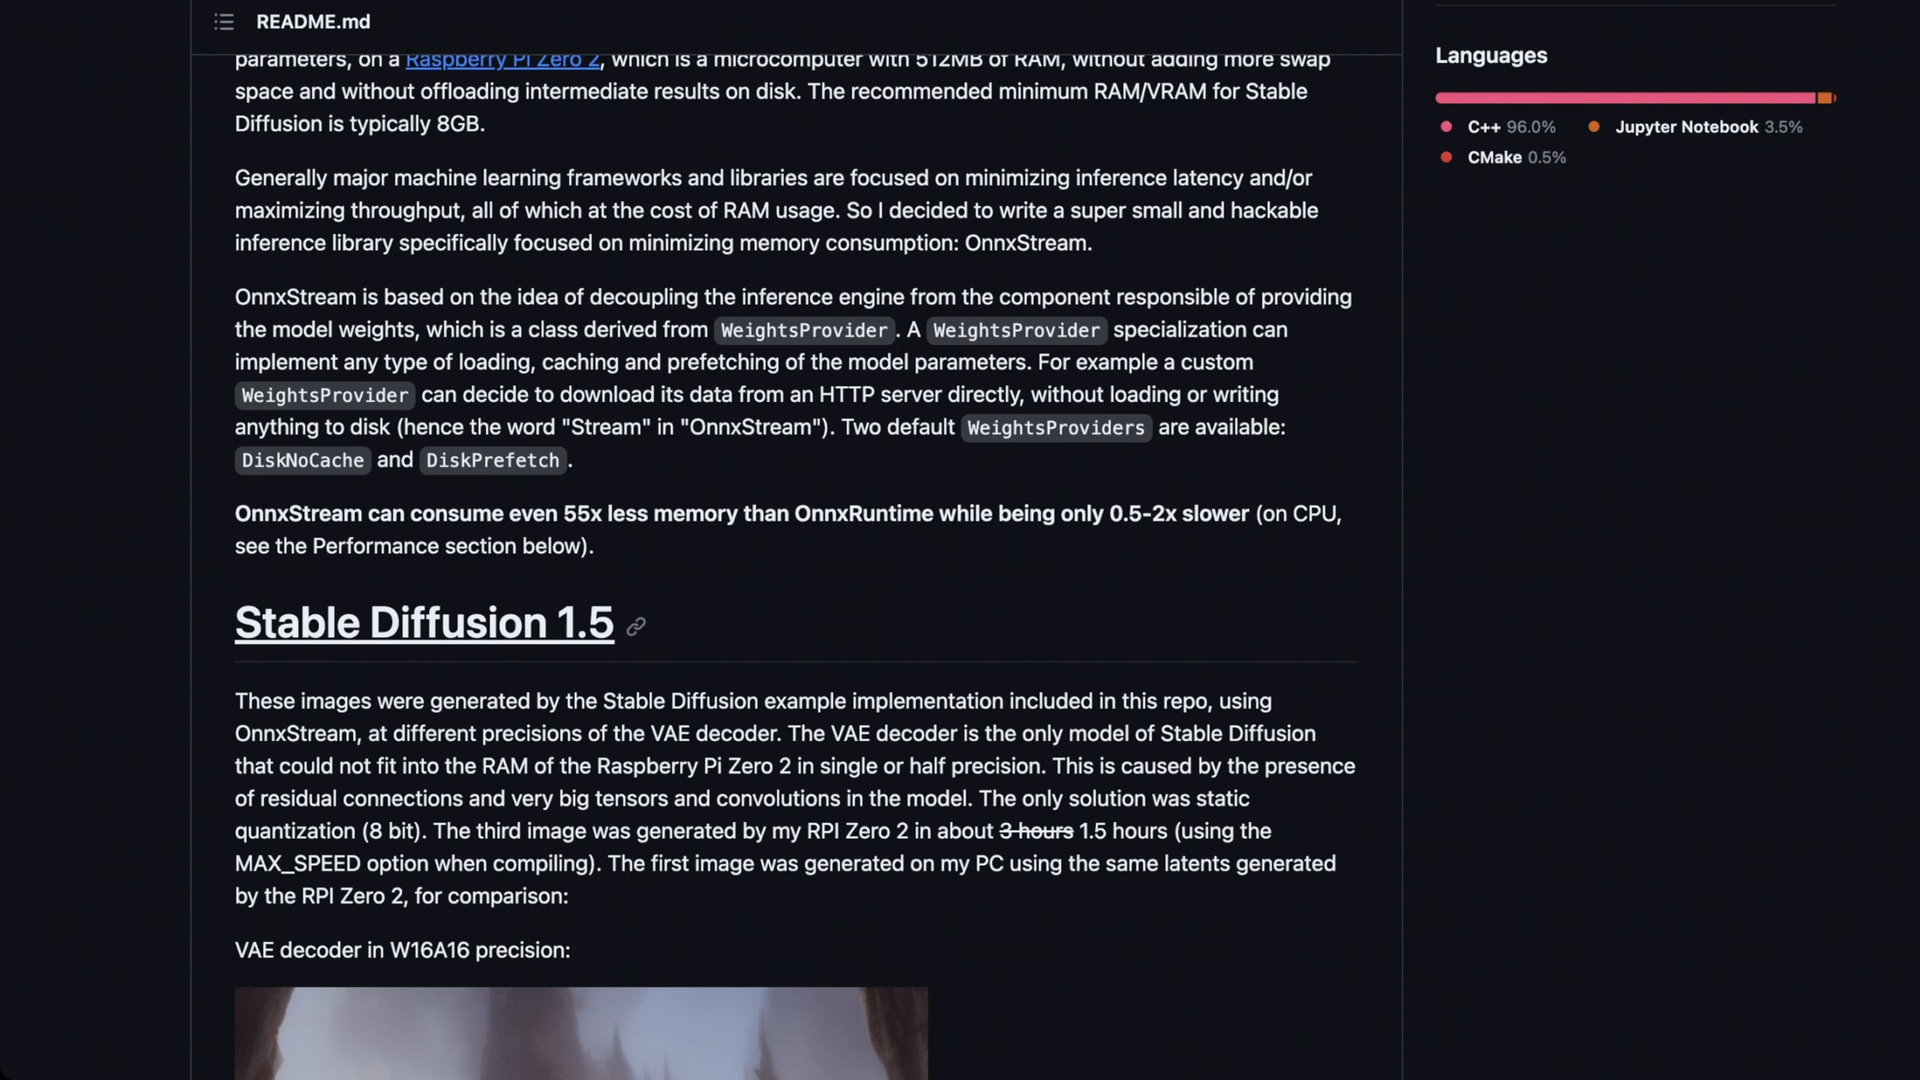 README.md
parameters, on a Raspberry Pi Zero 2, which is a microcomputer with 512MB of RAM, without adding more swap
space and without offloading intermediate results on disk. The recommended minimum RAM/VRAM for Stable
Diffusion is typically 8GB.
Generally major machine learning frameworks and libraries are focused on minimizing inference latency and/or
maximizing throughput, all of which at the cost of RAM usage. So I decided to write a super small and hackable
inference library specifically focused on minimizing memory consumption: OnnxStream.
OnnxStream is based on the idea of decoupling the inference engine from the component responsible of providing
the model weights, which is a class derived from WeightsProvider. A WeightsProvider specialization can
implement any type of loading, caching and prefetching of the model parameters. For example a custom
WeightsProvider can decide to download its data from an HTTP server directly, without loading or writing
anything to disk (hence the word "Stream" in "OnnxStream"). Two default WeightsProviders are available:
DiskNoCache and DiskPrefetch.
OnnxStream can consume even 55x less memory than OnnxRuntime while being only 0.5-2x slower (on CPU,
see the Performance section below).
Stable Diffusion 1.5
These images were generated by the Stable Diffusion example implementation included in this repo, using
OnnxStream, at different precisions of the VAE decoder. The VAE decoder is the only model of Stable Diffusion
that could not fit into the RAM of the Raspberry Pi Zero 2 in single or half precision. This is caused by the presence
of residual connections and very big tensors and convolutions in the model. The only solution was static
quantization (8 bit). The third image was generated by my RPI Zero 2 in about 3 hours 1.5 hours (using the
MAX_SPEED option when compiling). The first image was generated on my PC using the same latents generated
by the RPI Zero 2, for comparison:
VAE decoder in W16A16 precision:
Languages
C++ 96.0% Jupyter Notebook 3.5%
CMake 0.5%